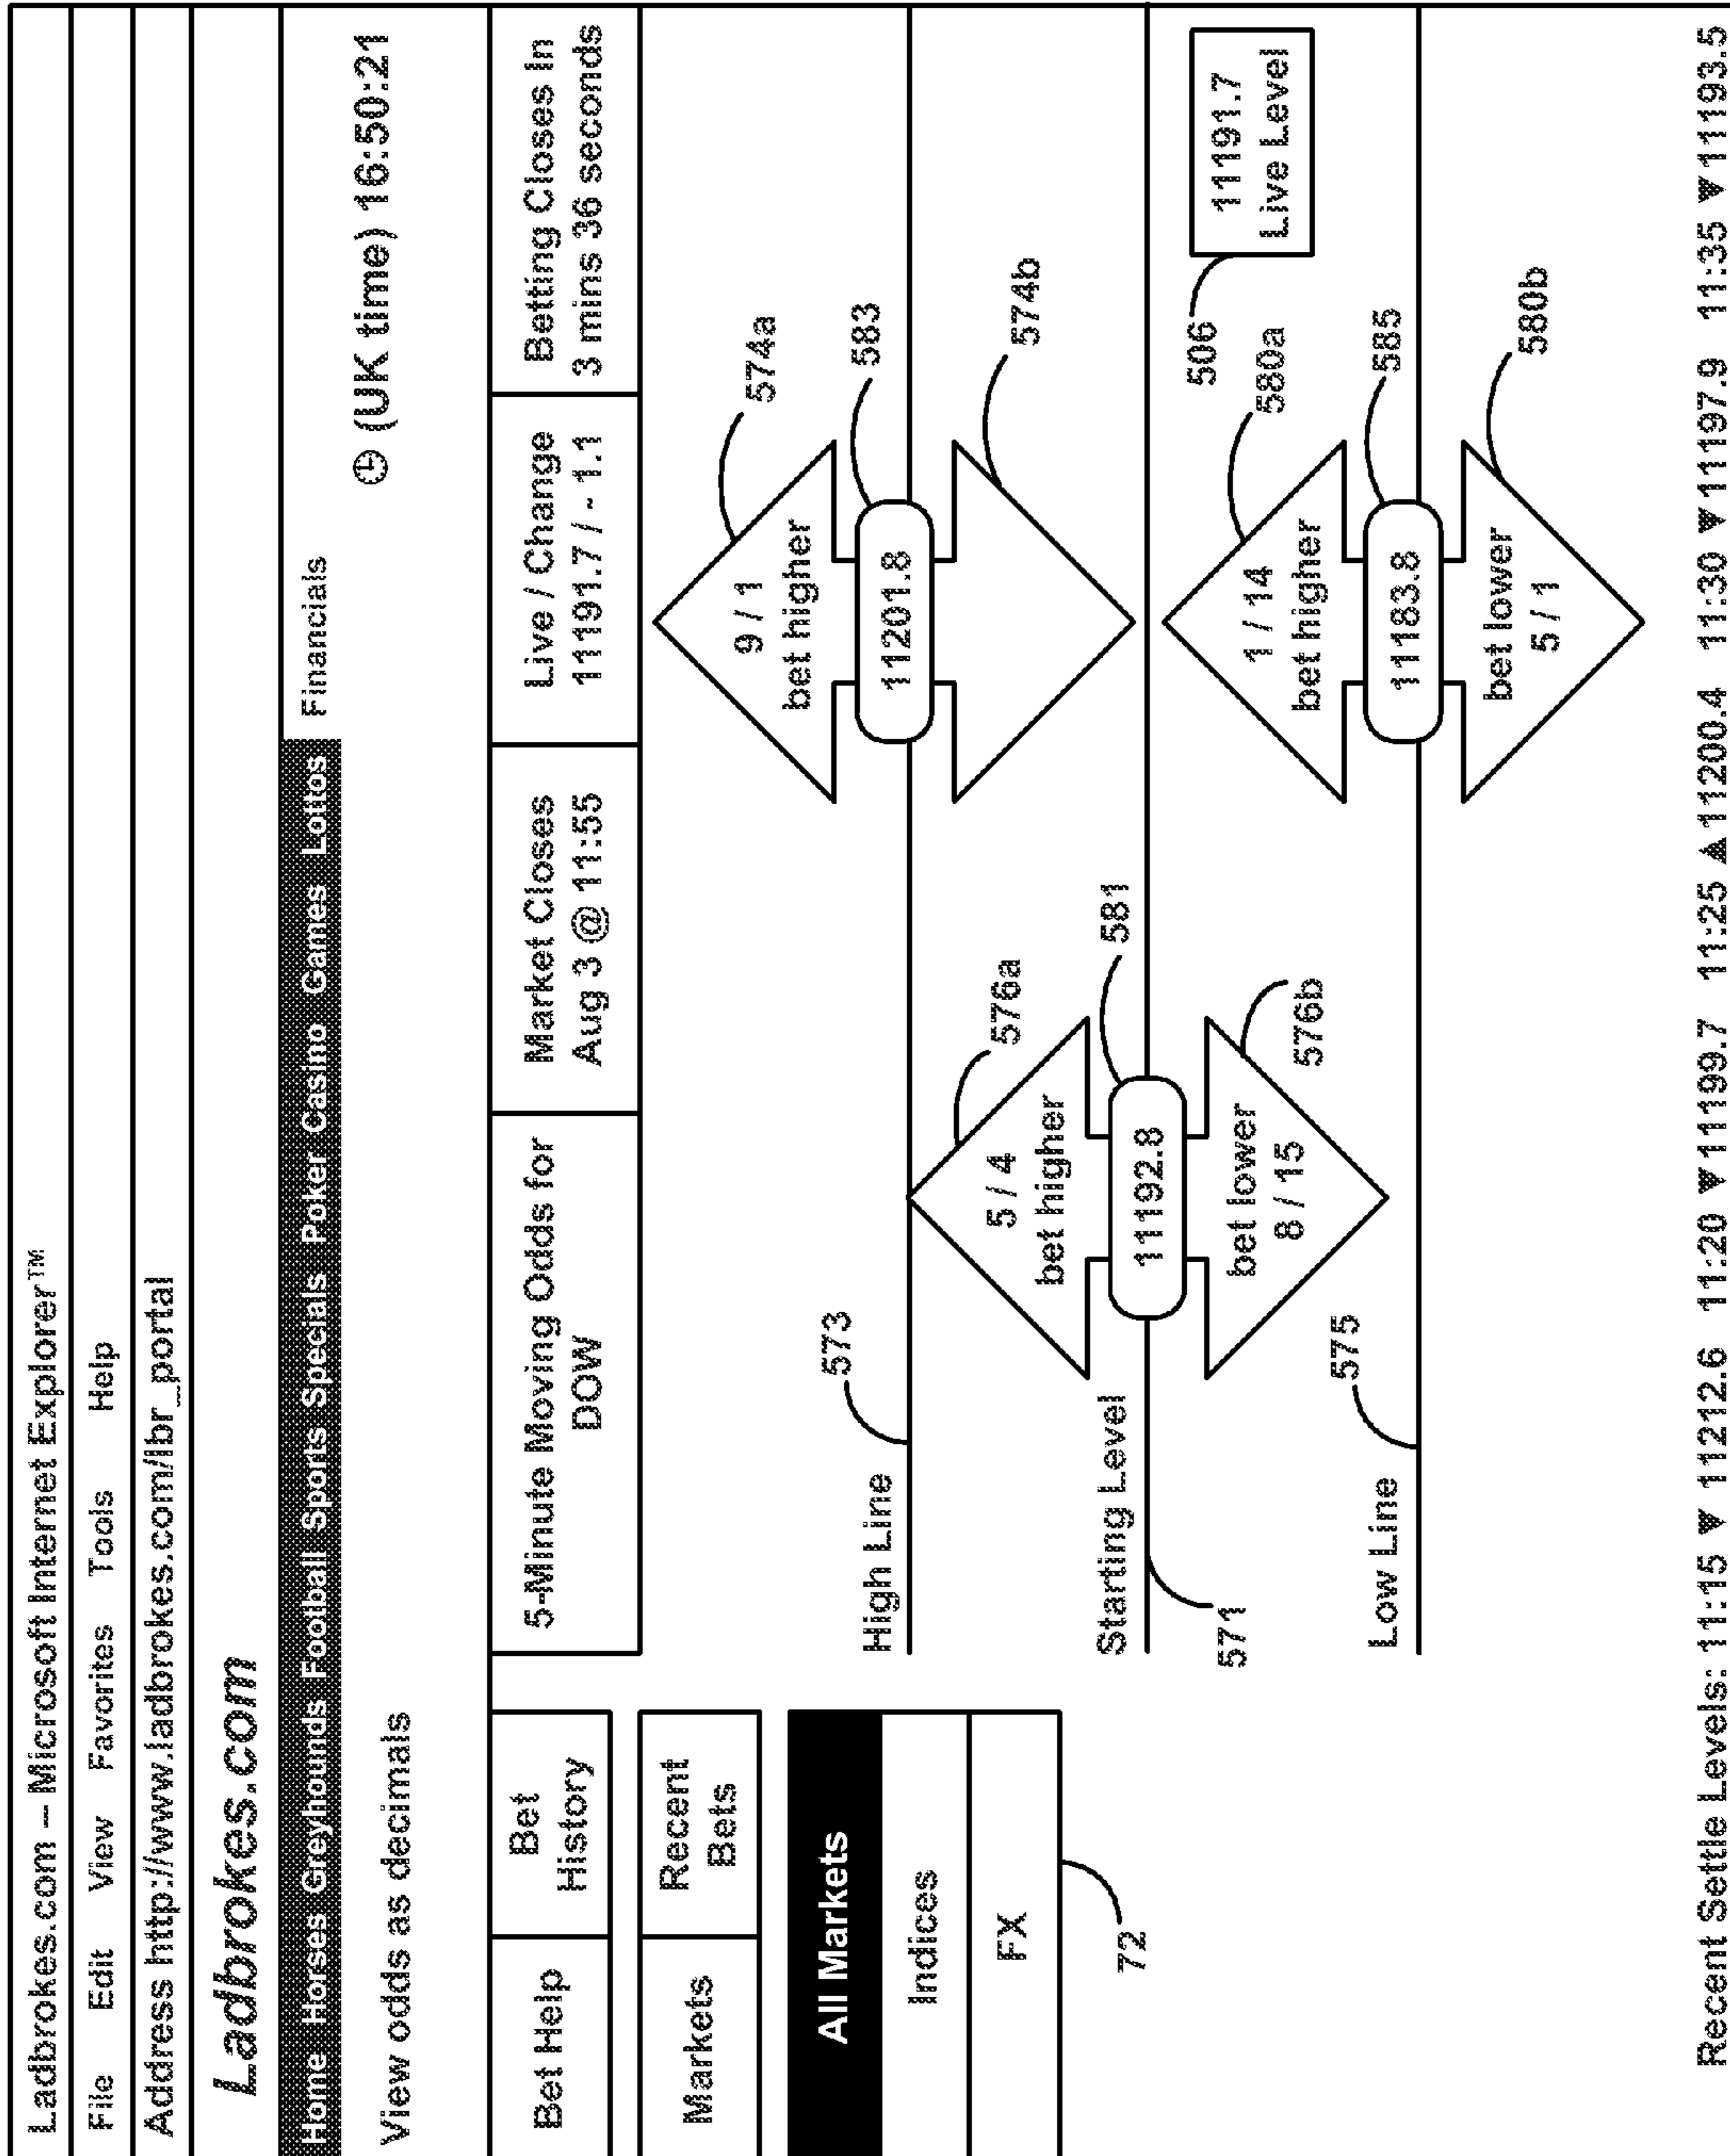 Ladbrokes.com -- Microsoft Internet Explorer™
File Edit View Favorites Tools Help
Address http://www.ladbrokes.com/lbr_portal
Ladbrokes.com
Home Horses Greyhounds Football Sports Specials Poker Casino Games Lottos Financials
View odds as decimals
(UK time) 16:50:21
Bet Help
Bet
History
Markets
Recent
Bets
All Markets
Indices
FX
72
5-Minute Moving Odds for
DOW
Market Closes
Aug 3 @ 11:55
Live / Change
11191.7 / - 1.1
Betting Closes In
3 mins 36 seconds
9 / 1
bet higher
574a
11201.8
583
574b
High Line
573
5 / 4
bet higher
576a
11192.8
581
bet lower
8 / 15
576b
Starting Level
571
506
11191.7
Live Level
1 / 14
bet higher
580a
11183.8
585
bet lower
5 / 1
580b
Low Line
575
Recent Settle Levels: 11:15 ▼ 11212.6 11:20 ▼11199.7 11:25 ▲11200.4 11:30 ▼11197.9 11:35 ▼11193.5